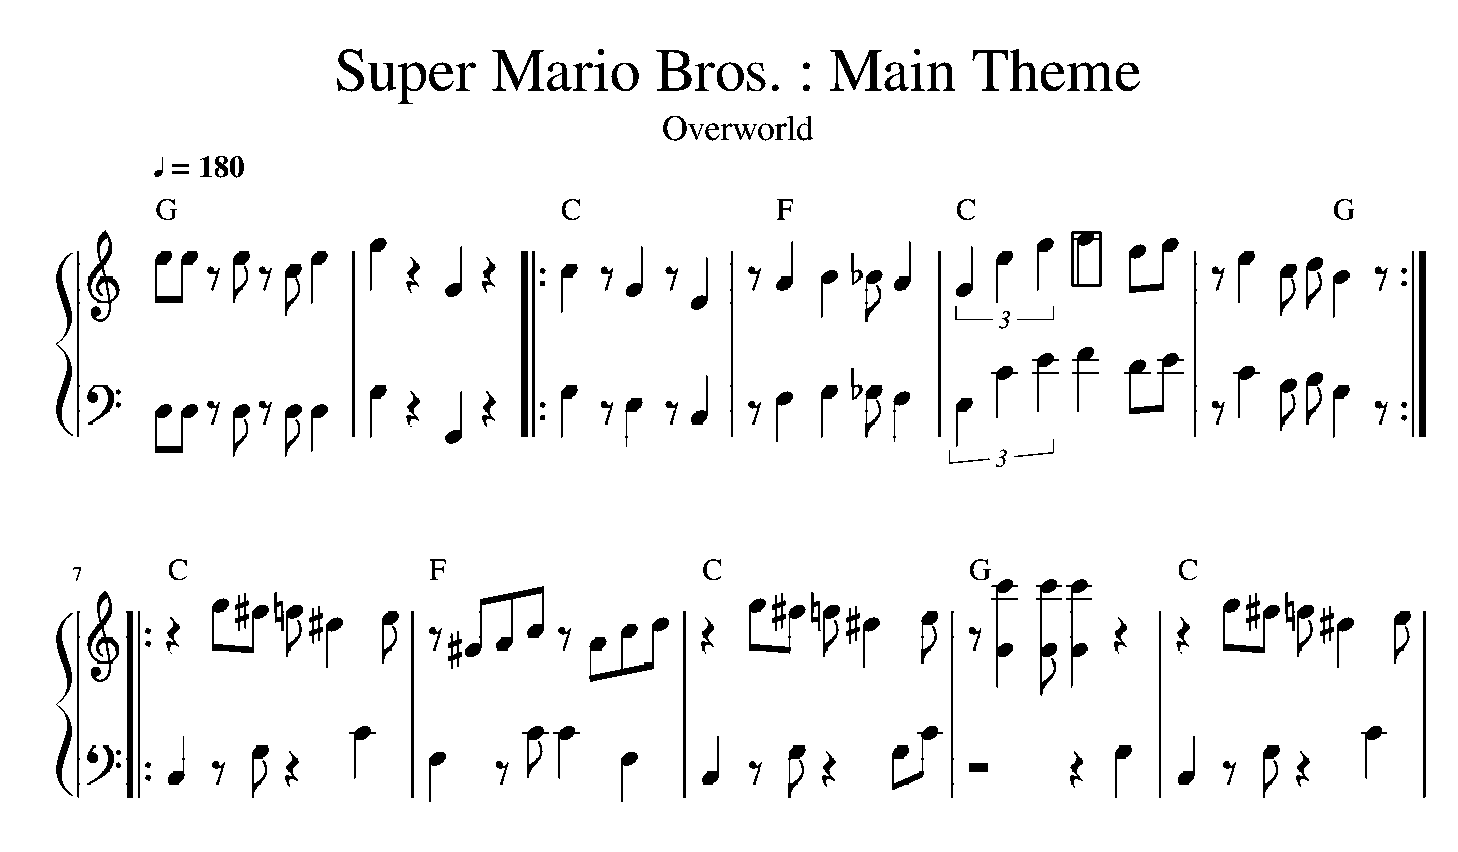 Super Mario Bros. : Main Theme
Overworld
♩ = 180
G C F C G
3
3
7 C F C G C